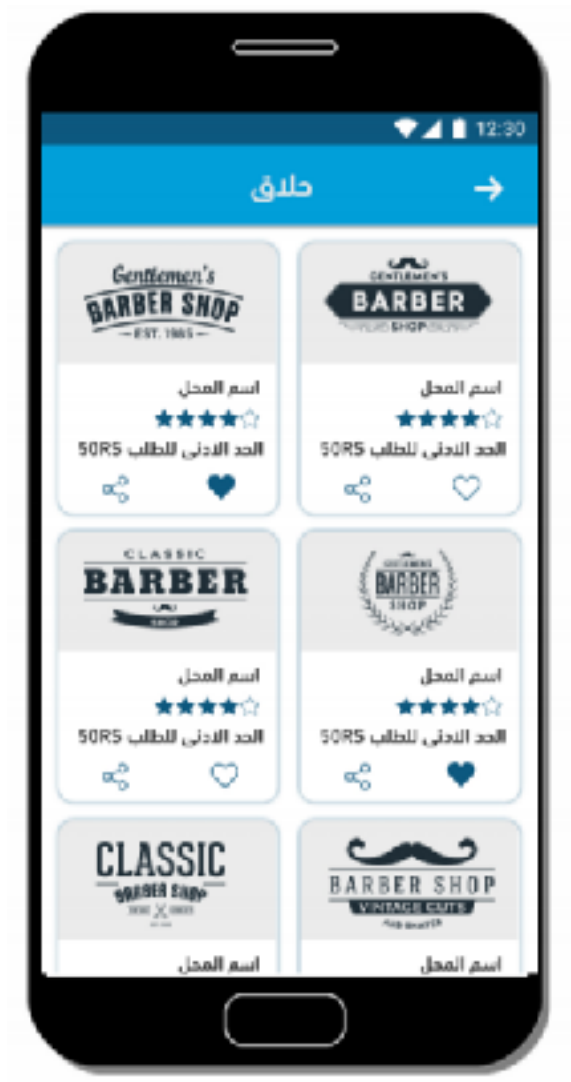 12:30
حلاق
GENTLEMEN'S
BARBER
SHOP
اسم المحل
الحد الادنى للطلب 50RS
Gentlemen's
BARBER SHOP
EST. 1985
اسم المحل
الحد الادنى للطلب 50RS
GENTLEMEN'S
BARBER
SHOP
اسم المحل
الحد الادنى للطلب 50RS
CLASSIC
BARBER
SHOP
اسم المحل
الحد الادنى للطلب 50RS
BARBER SHOP
VINTAGE CUTS
اسم المحل
CLASSIC
BARBER SHOP
اسم المحل